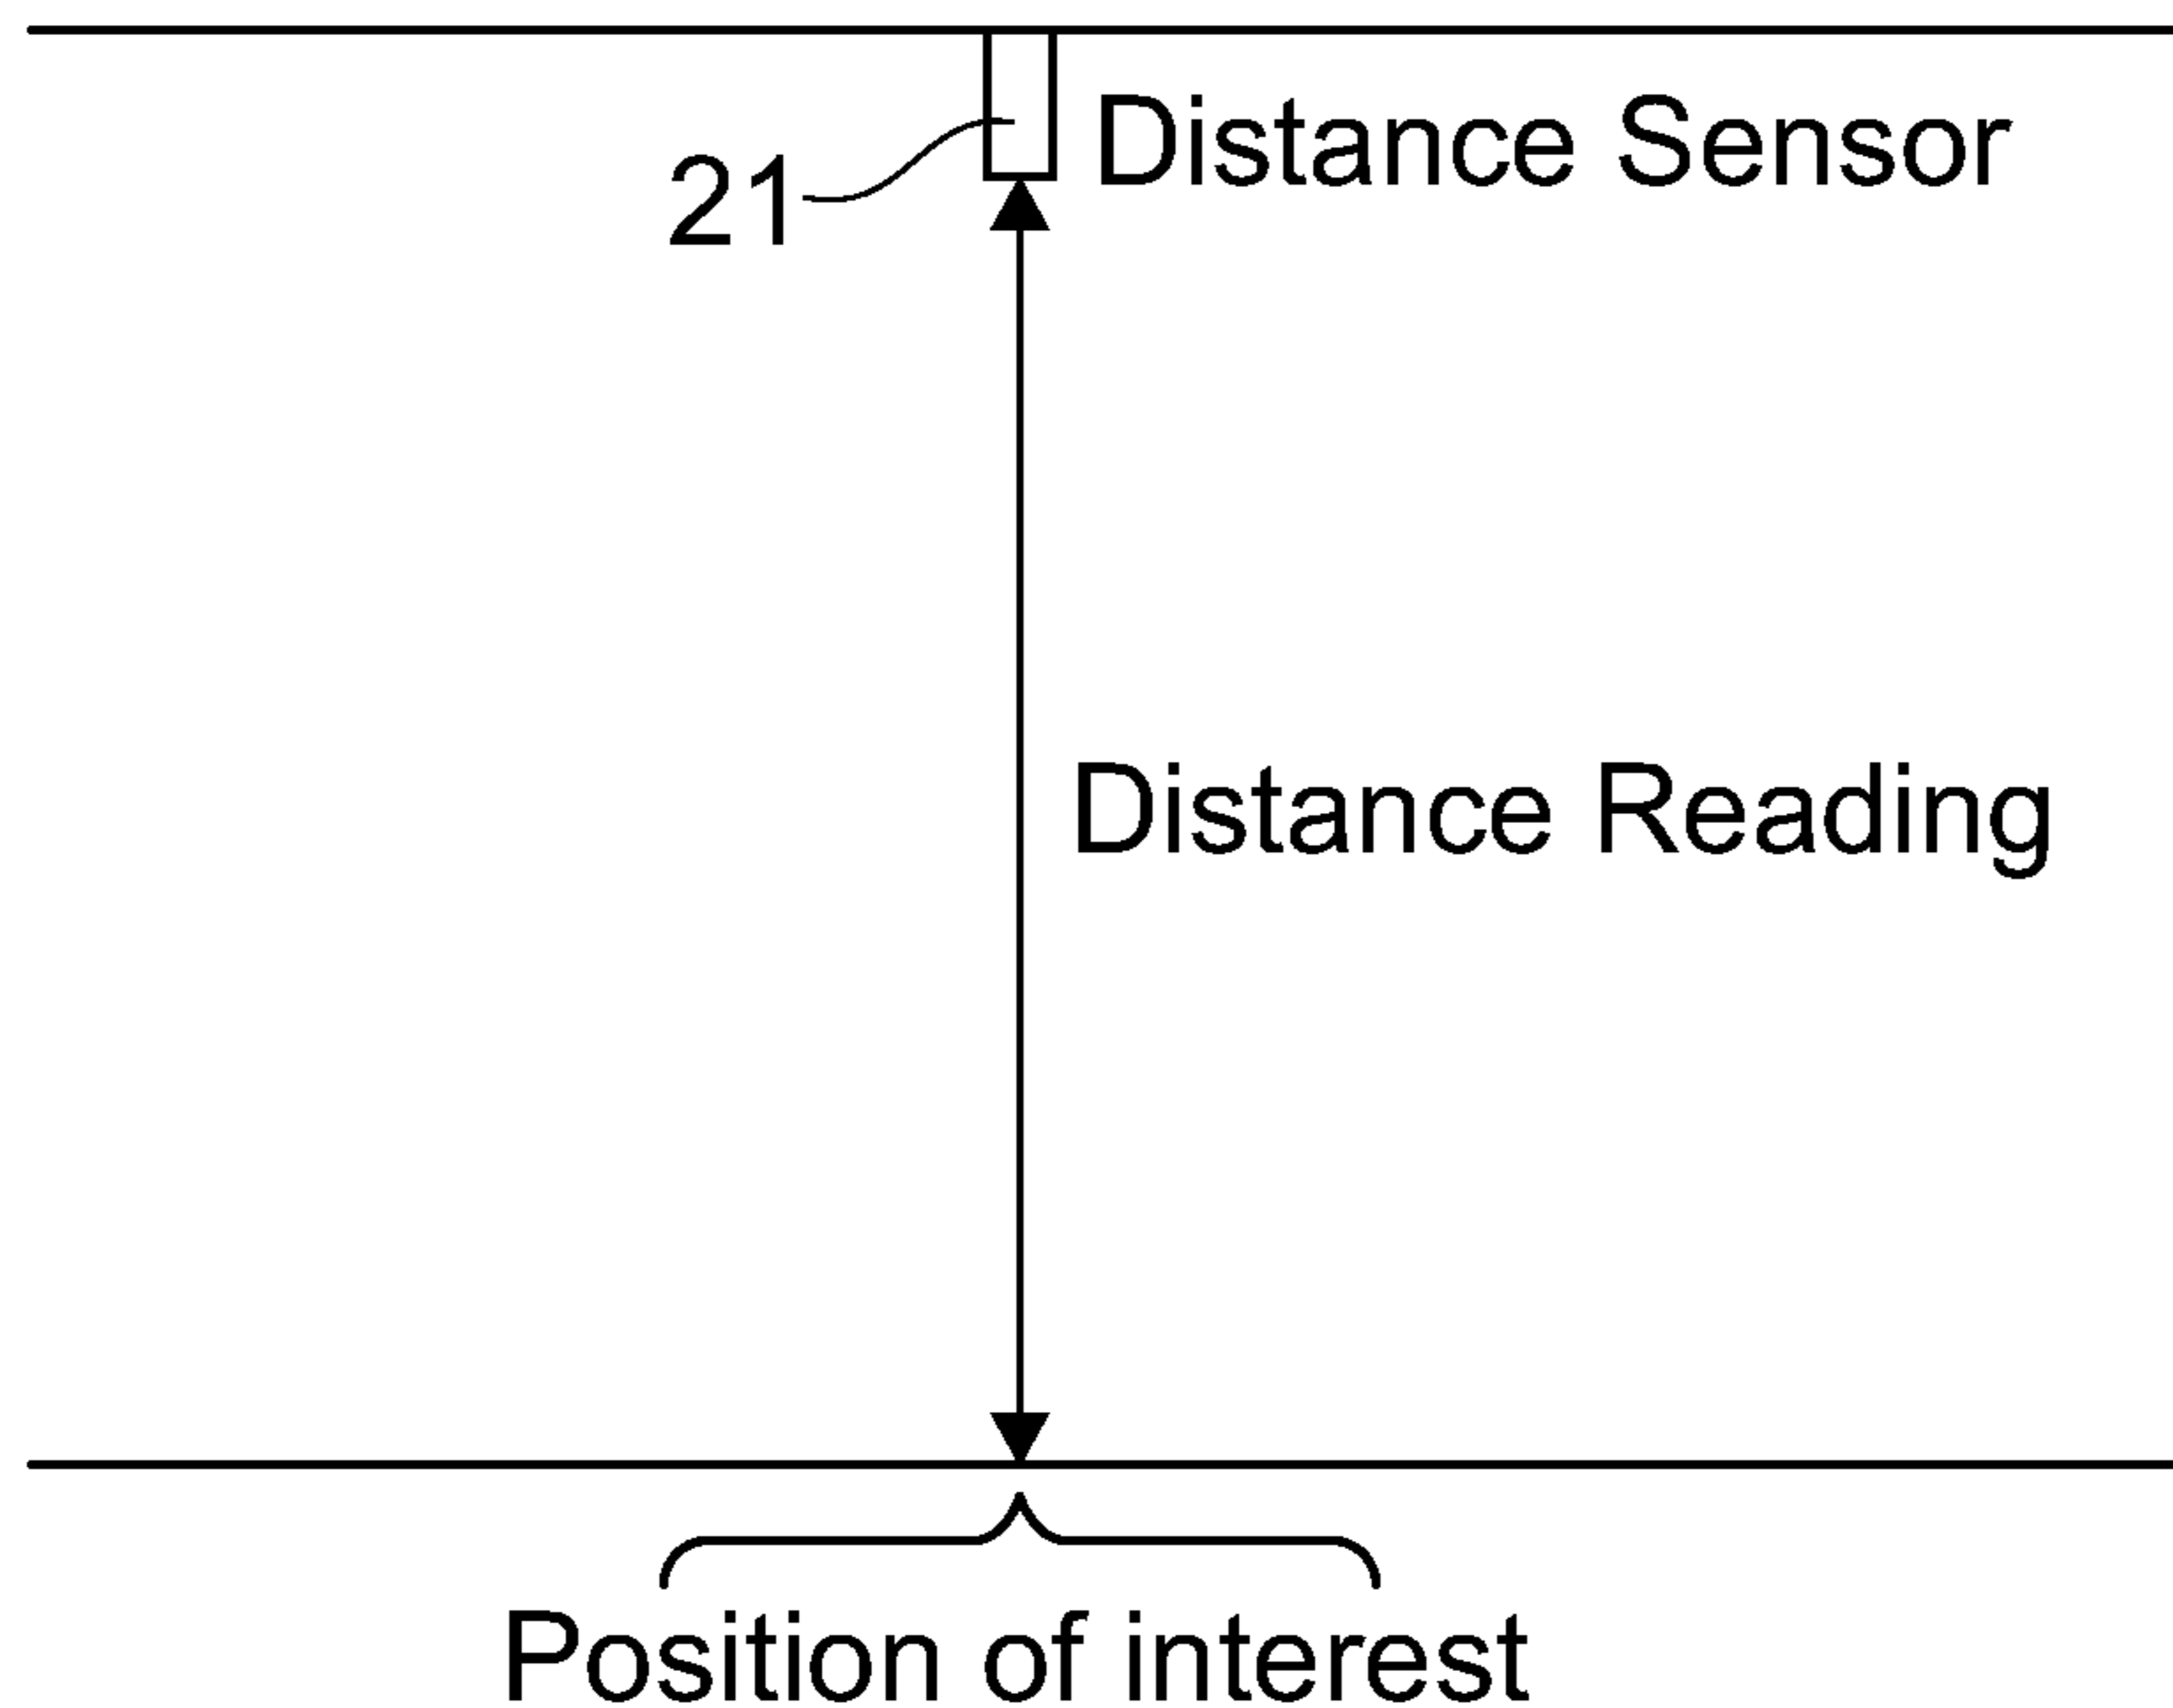 Distance Sensor
21
Distance Reading
Position of interest